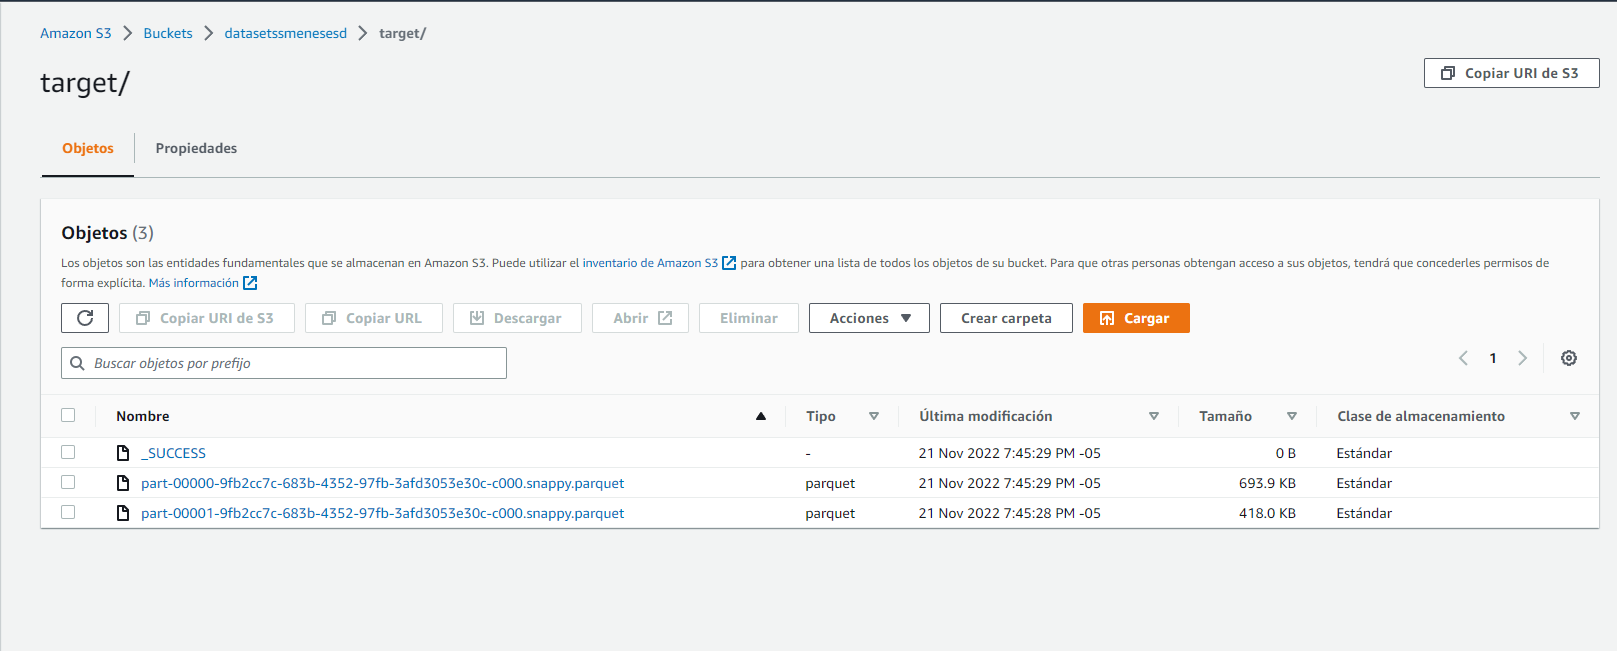 Amazon S3 > Buckets > datasetssmenesesd > target/
target/
Copiar URI de S3
Objetos Propiedades
Objetos (3)
Los objetos son las entidades fundamentales que se almacenan en Amazon S3. Puede utilizar el inventario de Amazon S3 para obtener una lista de todos los objetos de su bucket. Para que otras personas obtengan acceso a sus objetos, tendrá que concederles permisos de
forma explícita. Más información
Copiar URI de S3 Copiar URL Descargar Abrir Eliminar Acciones Crear carpeta Cargar
Buscar objetos por prefijo
1
Nombre Tipo Última modificación Tamaño Clase de almacenamiento
_SUCCESS - 21 Nov 2022 7:45:29 PM -05 0 B Estándar
part-00000-9fb2cc7c-683b-4352-97fb-3afd3053e30c-c000.snappy.parquet parquet 21 Nov 2022 7:45:29 PM -05 693.9 KB Estándar
part-00001-9fb2cc7c-683b-4352-97fb-3afd3053e30c-c000.snappy.parquet parquet 21 Nov 2022 7:45:28 PM -05 418.0 KB Estándar